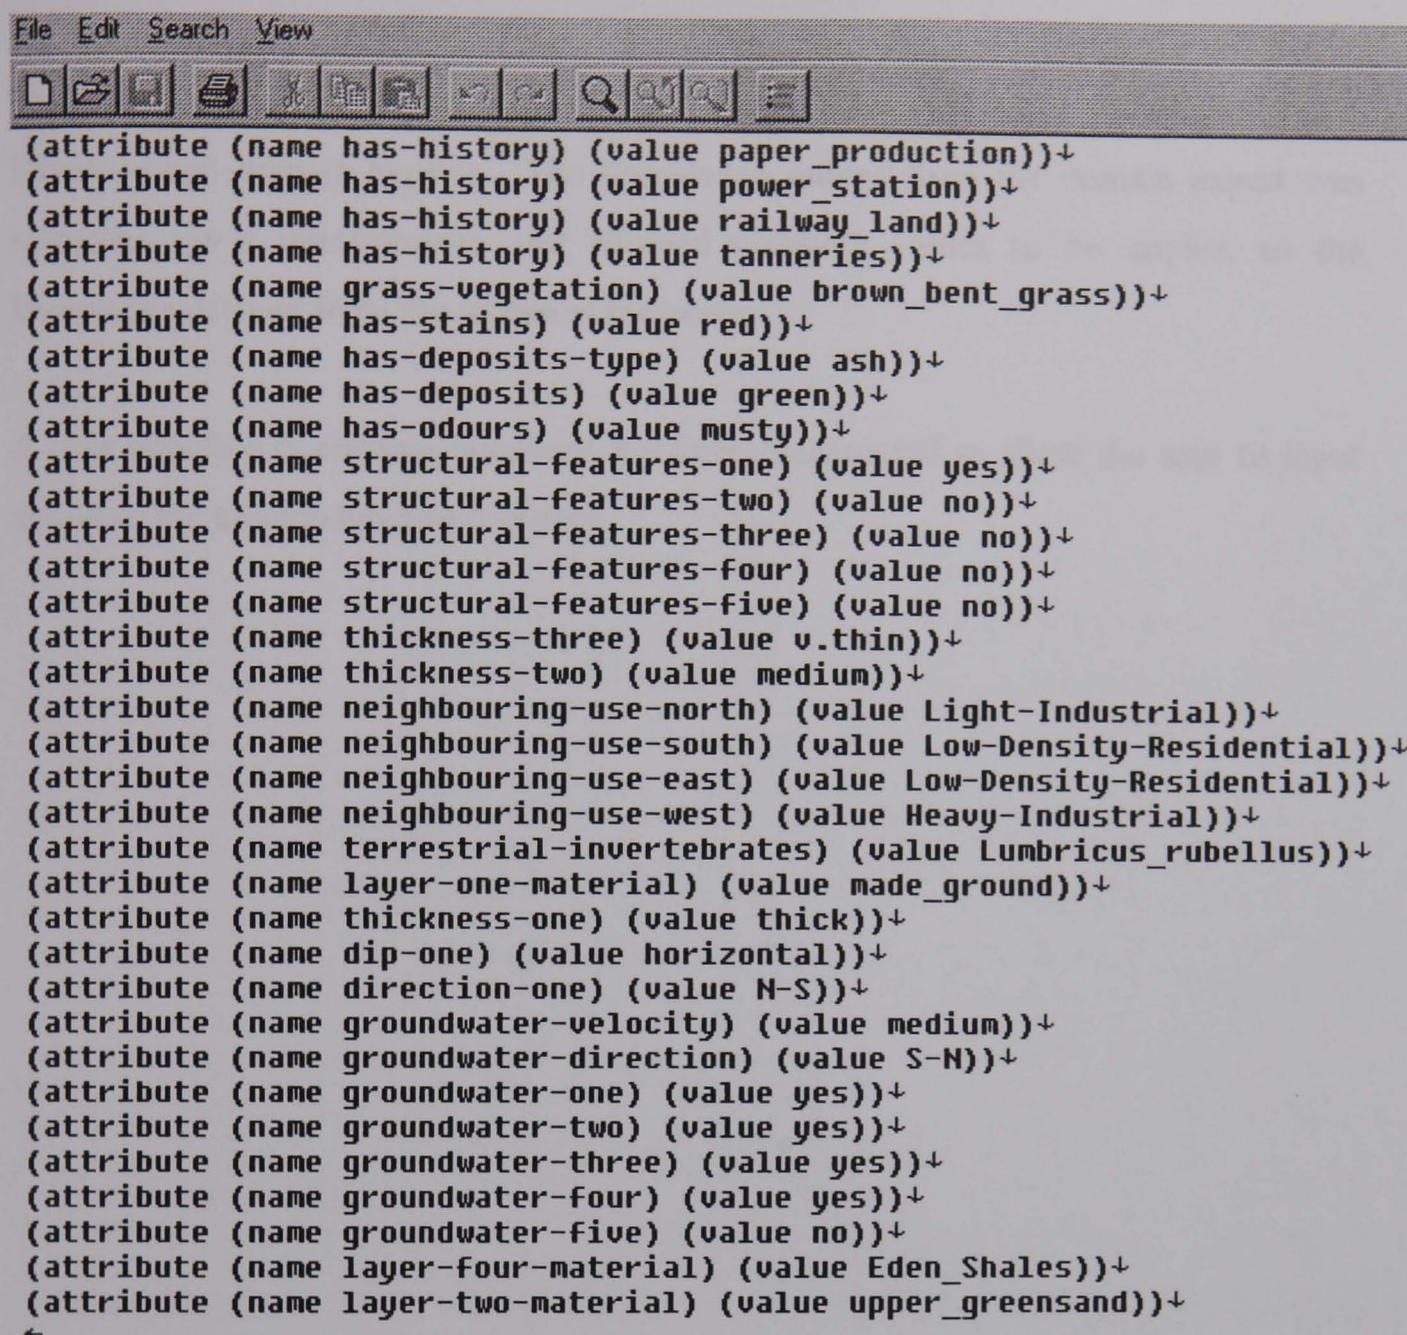 File Edit Search View
(attribute (name has-history) (value paper_production))↓
(attribute (name has-history) (value power_station))↓
(attribute (name has-history) (value railway_land))↓
(attribute (name has-history) (value tanneries))↓
(attribute (name grass-vegetation) (value brown_bent_grass))↓
(attribute (name has-stains) (value red))↓
(attribute (name has-deposits-type) (value ash))↓
(attribute (name has-deposits) (value green))↓
(attribute (name has-odours) (value musty))↓
(attribute (name structural-features-one) (value yes))↓
(attribute (name structural-features-two) (value no))↓
(attribute (name structural-features-three) (value no))↓
(attribute (name structural-features-four) (value no))↓
(attribute (name structural-features-five) (value no))↓
(attribute (name thickness-three) (value v.thin))↓
(attribute (name thickness-two) (value medium))↓
(attribute (name neighbouring-use-north) (value Light-Industrial))↓
(attribute (name neighbouring-use-south) (value Low-Density-Residential))↓
(attribute (name neighbouring-use-east) (value Low-Density-Residential))↓
(attribute (name neighbouring-use-west) (value Heavy-Industrial))↓
(attribute (name terrestrial-invertebrates) (value Lumbricus_rubellus))↓
(attribute (name layer-one-material) (value made_ground))↓
(attribute (name thickness-one) (value thick))↓
(attribute (name dip-one) (value horizontal))↓
(attribute (name direction-one) (value N-S))↓
(attribute (name groundwater-velocity) (value medium))↓
(attribute (name groundwater-direction) (value S-N))↓
(attribute (name groundwater-one) (value yes))↓
(attribute (name groundwater-two) (value yes))↓
(attribute (name groundwater-three) (value yes))↓
(attribute (name groundwater-four) (value yes))↓
(attribute (name groundwater-five) (value no))↓
(attribute (name layer-four-material) (value Eden_Shales))↓
(attribute (name layer-two-material) (value upper_greensand))↓